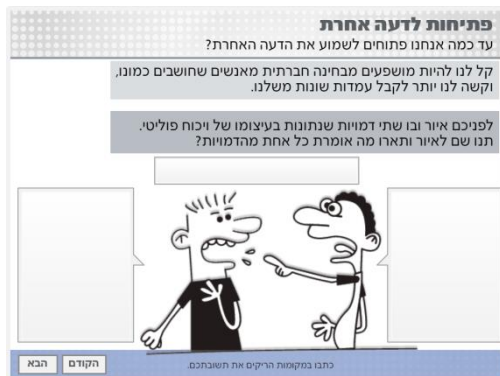 פתיחות לדעה אחרת
עד כמה אנחנו פתוחים לשמוע את הדעה האחרת?
קל לנו להיות מושפעים מבחינה חברתית מאנשים שחושבים כמונו,
וקשה לנו יותר לקבל עמדות שונות משלנו.
לפניכם איור ובו שתי דמויות שנתונות בעיצומו של ויכוח פוליטי.
תנו שם לאיור ותארו מה אומרת כל אחת מהדמויות?
כתבו במקומות הריקים את תשובתכם.
הקודם
הבא